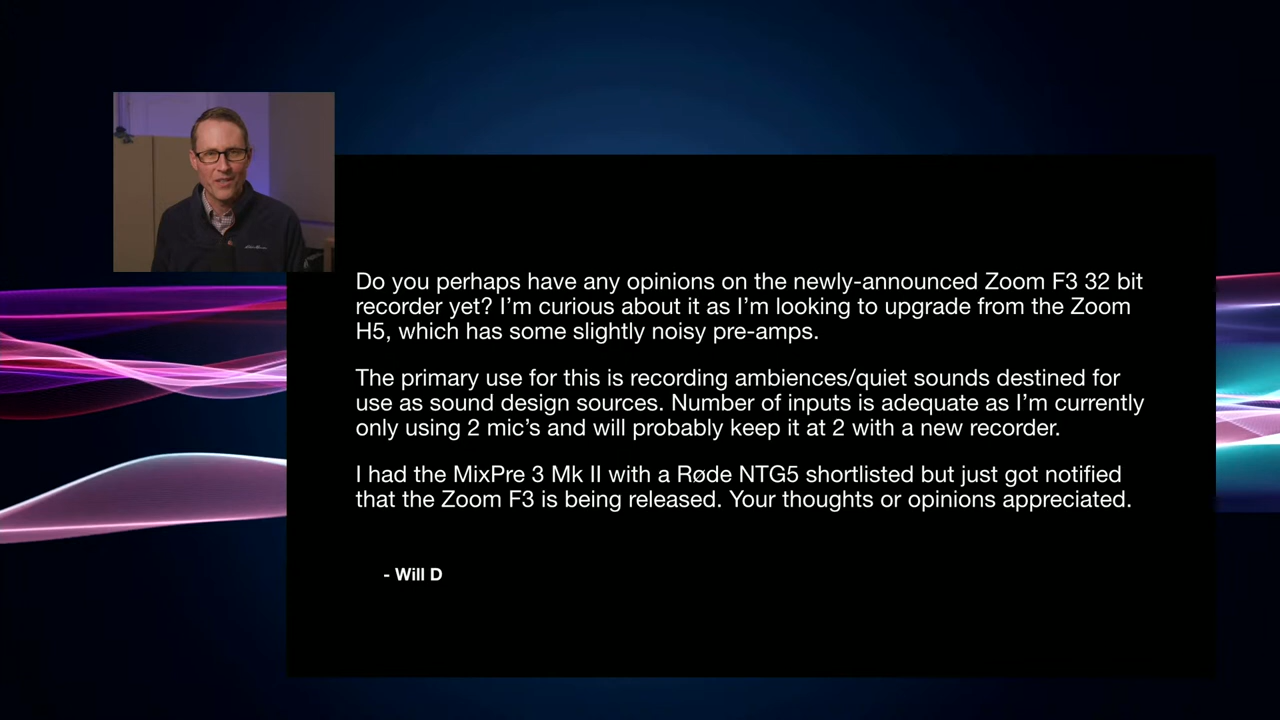 Do you perhaps have any opinions on the newly-announced Zoom F3 32 bit
recorder yet? I’m curious about it as I’m looking to upgrade from the Zoom
H5, which has some slightly noisy pre-amps.
The primary use for this is recording ambiences/quiet sounds destined for
use as sound design sources. Number of inputs is adequate as I’m currently
only using 2 mic’s and will probably keep it at 2 with a new recorder.
I had the MixPre 3 Mk II with a Røde NTG5 shortlisted but just got notified
that the Zoom F3 is being released. Your thoughts or opinions appreciated.
- Will D